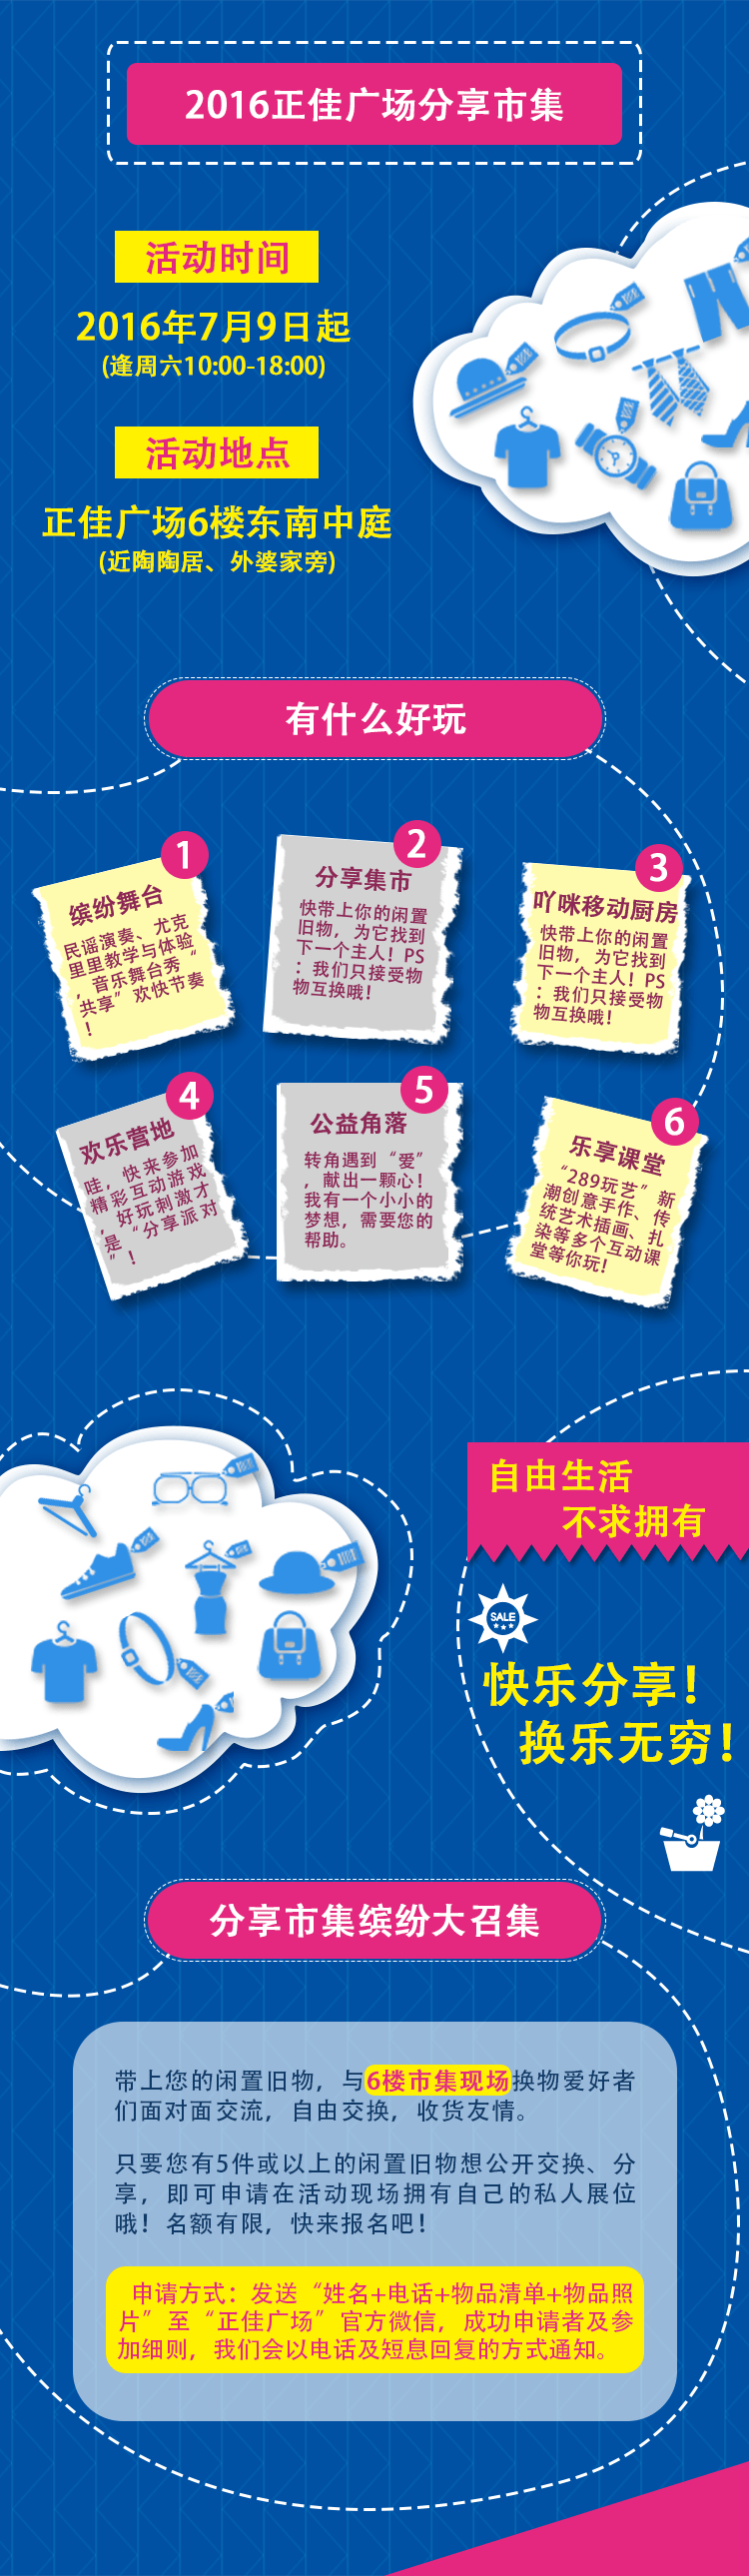 2016正佳广场分享市集
活动时间
2016年7月9日起
(逢周六10:00-18:00)
活动地点
正佳广场6楼东南中庭
(近陶陶居、外婆家旁)
有什么好玩
1
缤纷舞台
民谣演奏、尤克
里里教学与体验
，音乐舞台秀“
共享”欢快节奏
！
2
分享集市
快带上你的闲置
旧物，为它找到
下一个主人！PS
：我们只接受物
物互换哦！
3
吖咪移动厨房
快带上你的闲置
旧物，为它找到
下一个主人！PS
：我们只接受物
物互换哦！
4
欢乐营地
哇，快来参加
精彩互动游戏
，好玩刺激才
是“分享派对
”！
5
公益角落
转角遇到“爱”
，献出一颗心！
我有一个小小的
梦想，需要您的
帮助。
6
乐享课堂
“289玩艺”新
潮创意手作、传
统艺术插画、扎
染等多个互动课
堂等你玩！
自由生活
不求拥有
SALE
快乐分享！
换乐无穷！
分享市集缤纷大召集
带上您的闲置旧物，与6楼市集现场换物爱好者
们面对面交流，自由交换，收货友情。
只要您有5件或以上的闲置旧物想公开交换、分
享，即可申请在活动现场拥有自己的私人展位
哦！名额有限，快来报名吧！
申请方式：发送“姓名+电话+物品清单+物品照
片”至“正佳广场”官方微信，成功申请者及参
加细则，我们会以电话及短息回复的方式通知。